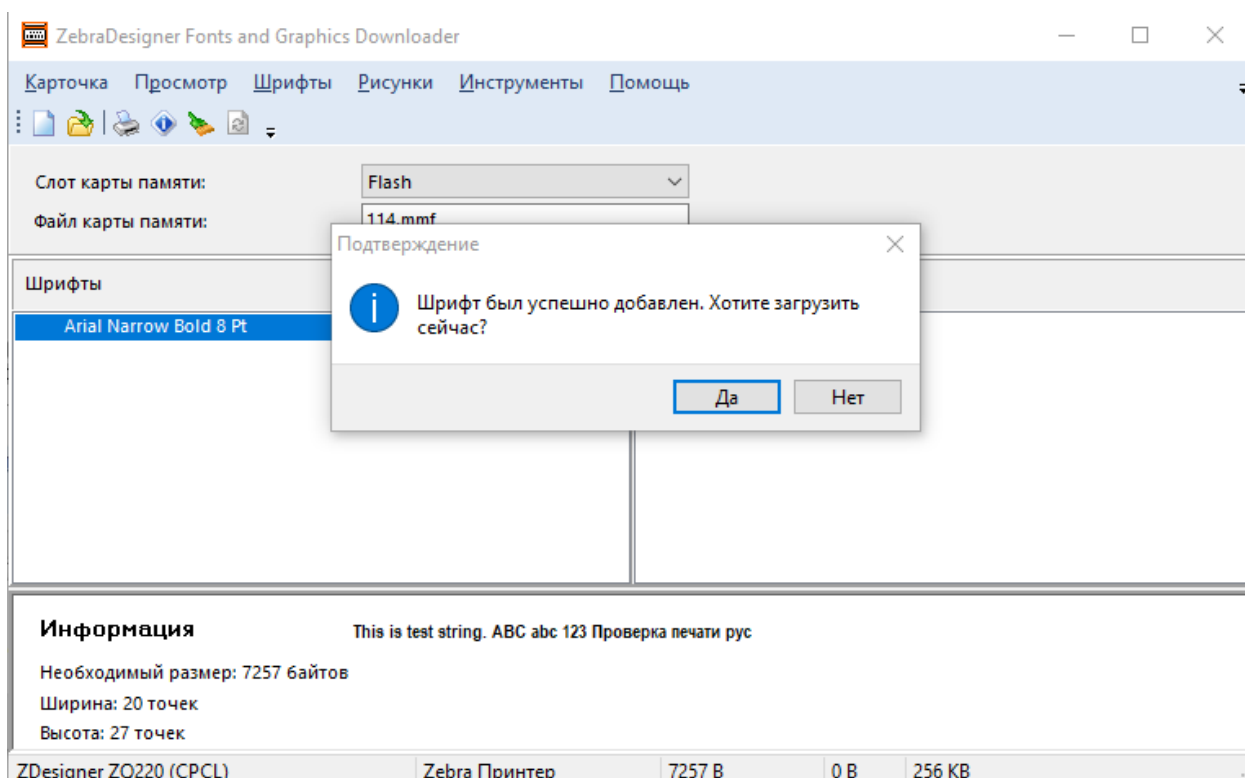 ZebraDesigner Fonts and Graphics Downloader
Карточка Просмотр Шрифты Рисунки Инструменты Помощь
Слот карты памяти: Flash
Файл карты памяти: 114.mmf
Подтверждение
Шрифты
Шрифт был успешно добавлен. Хотите загрузить
сейчас?
Arial Narrow Bold 8 Pt
Да Нет
Информация This is test string. ABC abc 123 Проверка печати рус
Необходимый размер: 7257 байтов
Ширина: 20 точек
Высота: 27 точек
ZDesigner ZQ220 (CPCL) Zebra Принтер 7257 B 0 B 256 KB